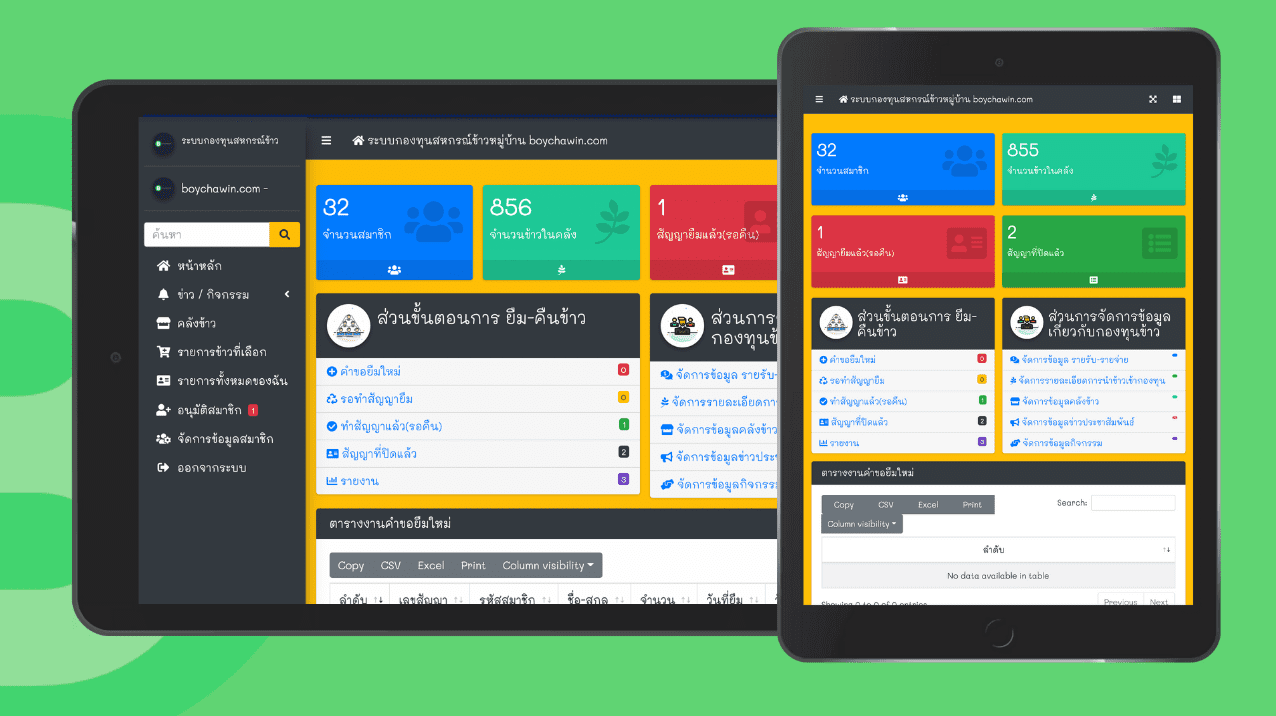 ระบบกองทุนสหกรณ์ข้าว
boychawin.com -
ค้นหา
หน้าหลัก
ข่าว / กิจกรรม
คลังข้าว
รายการข้าวที่เลือก
รายการทั้งหมดของฉัน
อนุมัติสมาชิก 1
จัดการข้อมูลสมาชิก
ออกจากระบบ
ระบบกองทุนสหกรณ์ข้าวหมู่บ้าน boychawin.com
32
จำนวนสมาชิก
856
จำนวนข้าวในคลัง
1
สัญญายืมแล้ว(รอคืน)
ส่วนขั้นตอนการ ยืม-คืนข้าว
คำขอยืมใหม่ 0
รอทำสัญญายืม 0
ทำสัญญาแล้ว(รอคืน) 1
สัญญาที่ปิดแล้ว 2
รายงาน 3
ส่วนการ
กองทุนข้
จัดการข้อมูล รายรับ-
จัดการรายละเอียดการ
จัดการข้อมูลคลังข้าว
จัดการข้อมูลข่าวประ
จัดการข้อมูลกิจกรรม
ตารางงานคำขอยืมใหม่
Copy CSV Excel Print Column visibility
ลำดับ เลขสัญญา รหัสสมาชิก ชื่อ-สกุล จำนวน วันที่ยืม
ระบบกองทุนสหกรณ์ข้าวหมู่บ้าน boychawin.com
32
จำนวนสมาชิก
855
จำนวนข้าวในคลัง
1
สัญญายืมแล้ว(รอคืน)
2
สัญญาที่ปิดแล้ว
ส่วนขั้นตอนการ ยืม-
คืนข้าว
คำขอยืมใหม่ 0
รอทำสัญญายืม 0
ทำสัญญาแล้ว(รอคืน) 1
สัญญาที่ปิดแล้ว 2
รายงาน 3
ส่วนการจัดการข้อมูล
เกี่ยวกับกองทุนข้าว
จัดการข้อมูล รายรับ-รายจ่าย
จัดการรายละเอียดการนำข้าวเข้ากองทุน
จัดการข้อมูลคลังข้าว
จัดการข้อมูลข่าวประชาสัมพันธ์
จัดการข้อมูลกิจกรรม
ตารางงานคำขอยืมใหม่
Copy CSV Excel Print
Column visibility
Search:
ลำดับ
No data available in table
Showing 0 to 0 of 0 entries
Previous Next